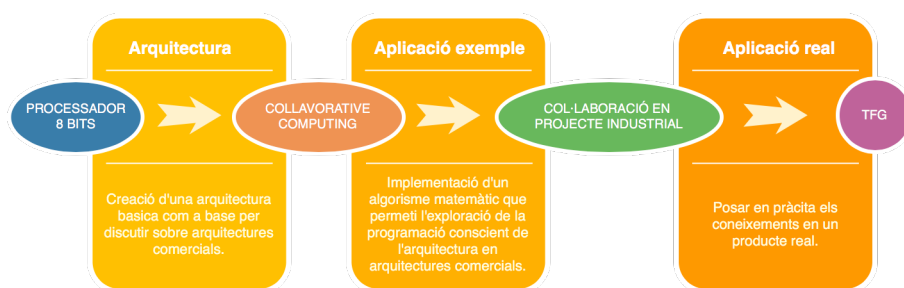 Arquitectura
Aplicació exemple
Aplicació real
PROCESSADOR
8 BITS
COLLAVORATIVE
COMPUTING
COL·LABORACIÓ EN
PROJECTE INDUSTRIAL
TFG
Creació d'una arquitectura
basica com a base per
discutir sobre arquitectures
comercials.
Implementació d'un
algorisme matemàtic que
permeti l'exploració de la
programació conscient de
l'arquitectura en
arquitectures comercials.
Posar en pràcita els
coneixements en un
producte real.